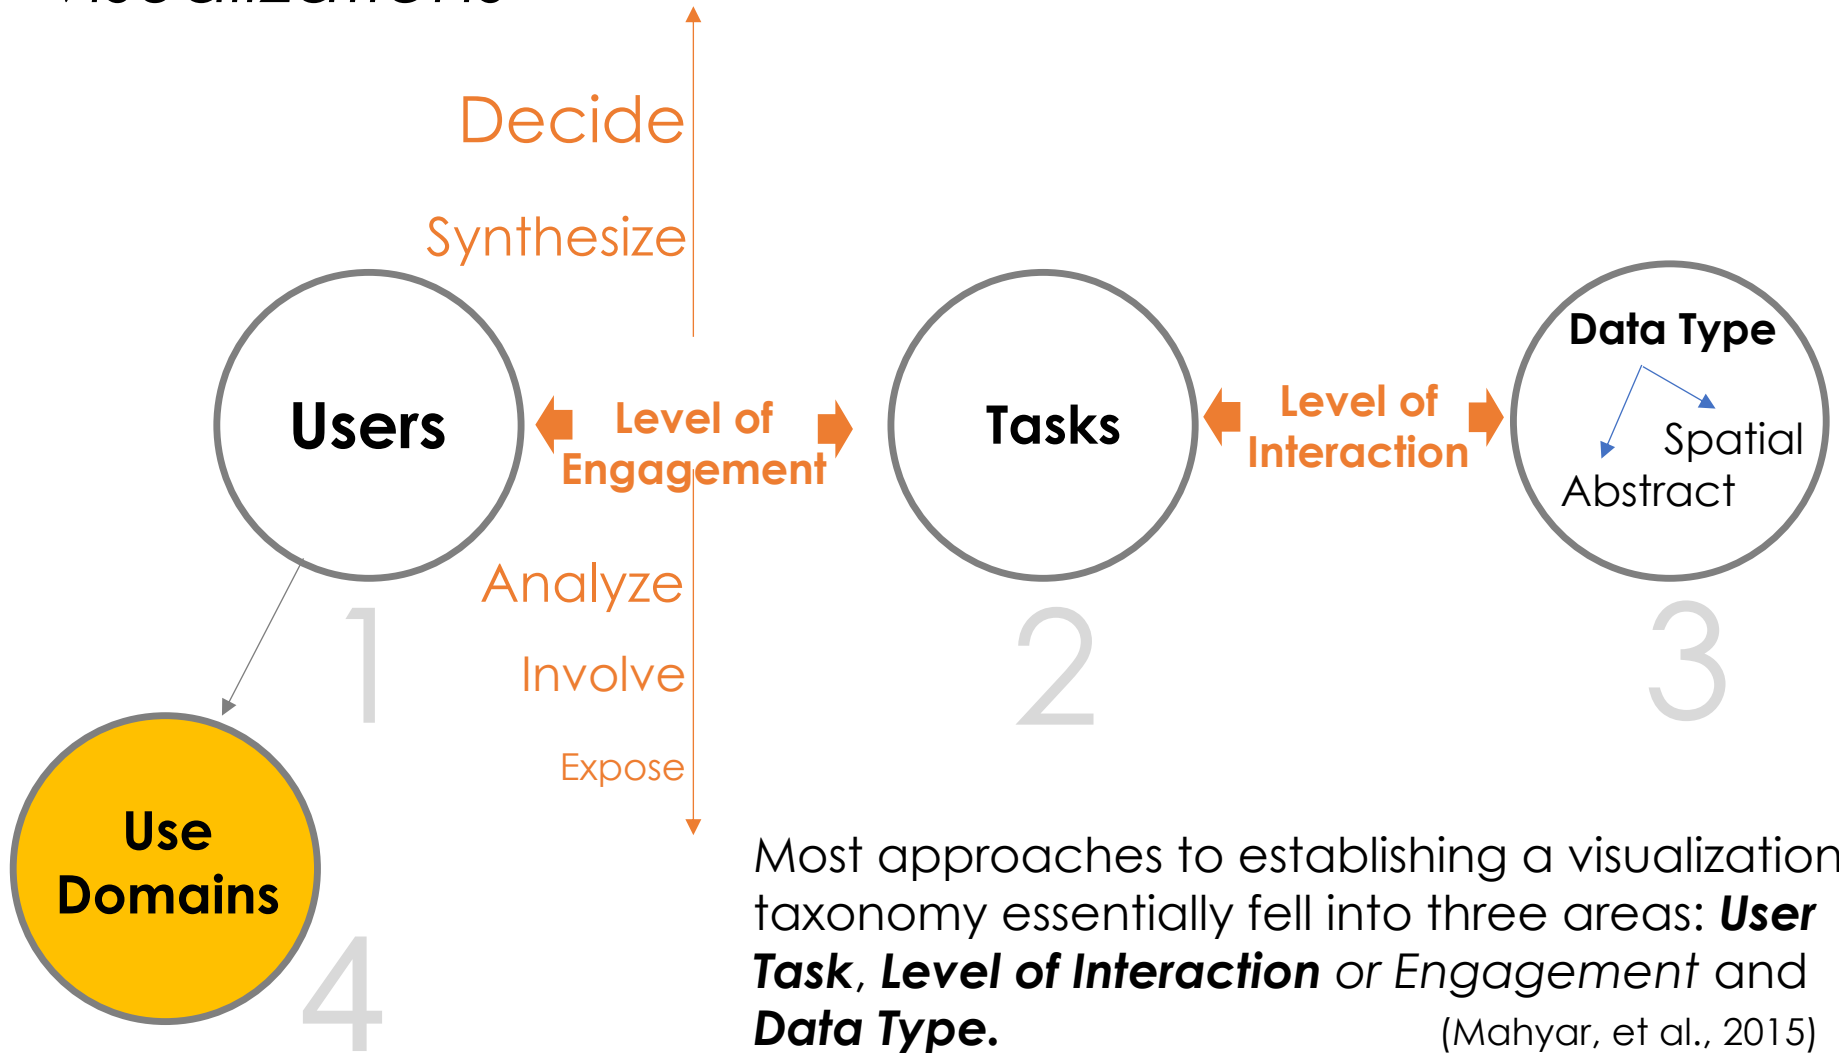 visualizations
Decide
Synthesize
Users
Level of
Engagement
Tasks
Level of
Interaction
Data Type
Spatial
Abstract
Analyze
Involve
Expose
1
2
3
Use
Domains
4
Most approaches to establishing a visualization
taxonomy essentially fell into three areas: User
Task, Level of Interaction or Engagement and
Data Type.
(Mahyar, et al., 2015)